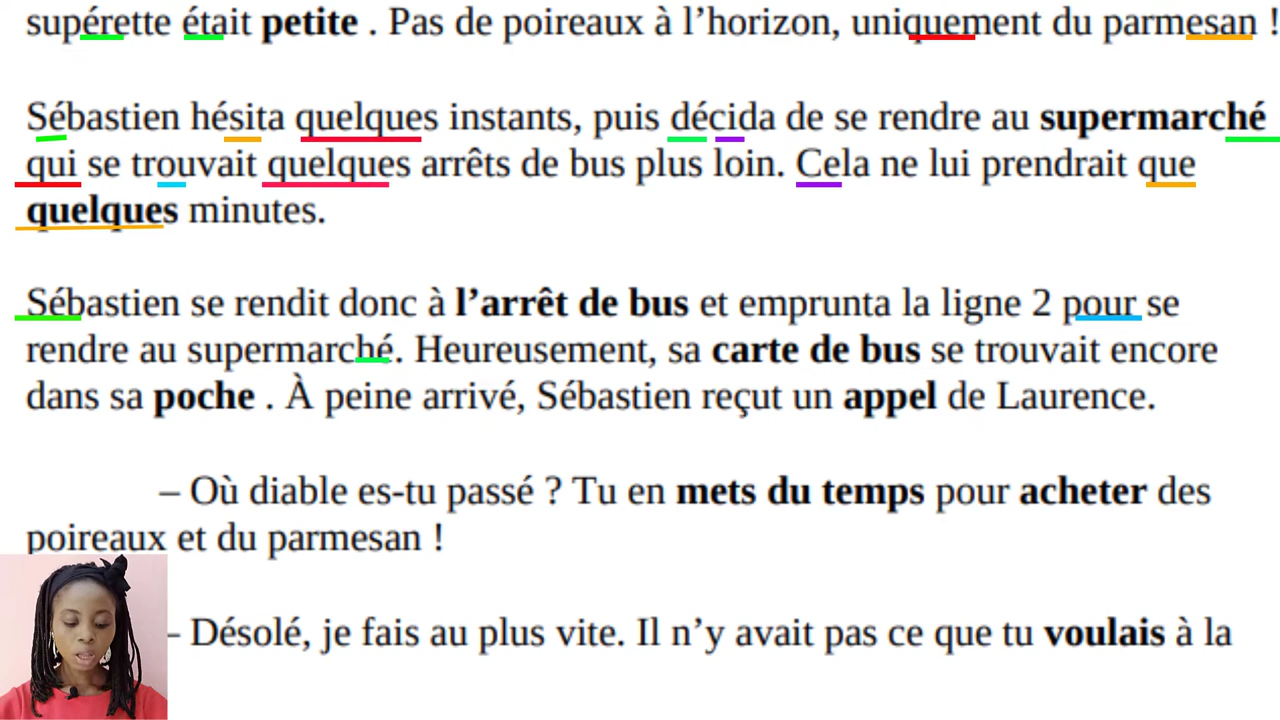 supérette était petite . Pas de poireaux à l’horizon, uniquement du parmesan !
Sébastien hésita quelques instants, puis décida de se rendre au supermarché
qui se trouvait quelques arrêts de bus plus loin. Cela ne lui prendrait que
quelques minutes.
Sébastien se rendit donc à l’arrêt de bus et emprunta la ligne 2 pour se
rendre au supermarché. Heureusement, sa carte de bus se trouvait encore
dans sa poche . À peine arrivé, Sébastien reçut un appel de Laurence.
– Où diable es-tu passé ? Tu en mets du temps pour acheter des
poireaux et du parmesan !
– Désolé, je fais au plus vite. Il n’y avait pas ce que tu voulais à la